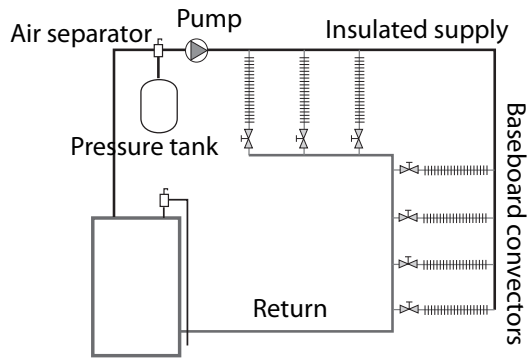 Pump
Air separator
Insulated supply
Pressure tank
Baseboard convectors
Return